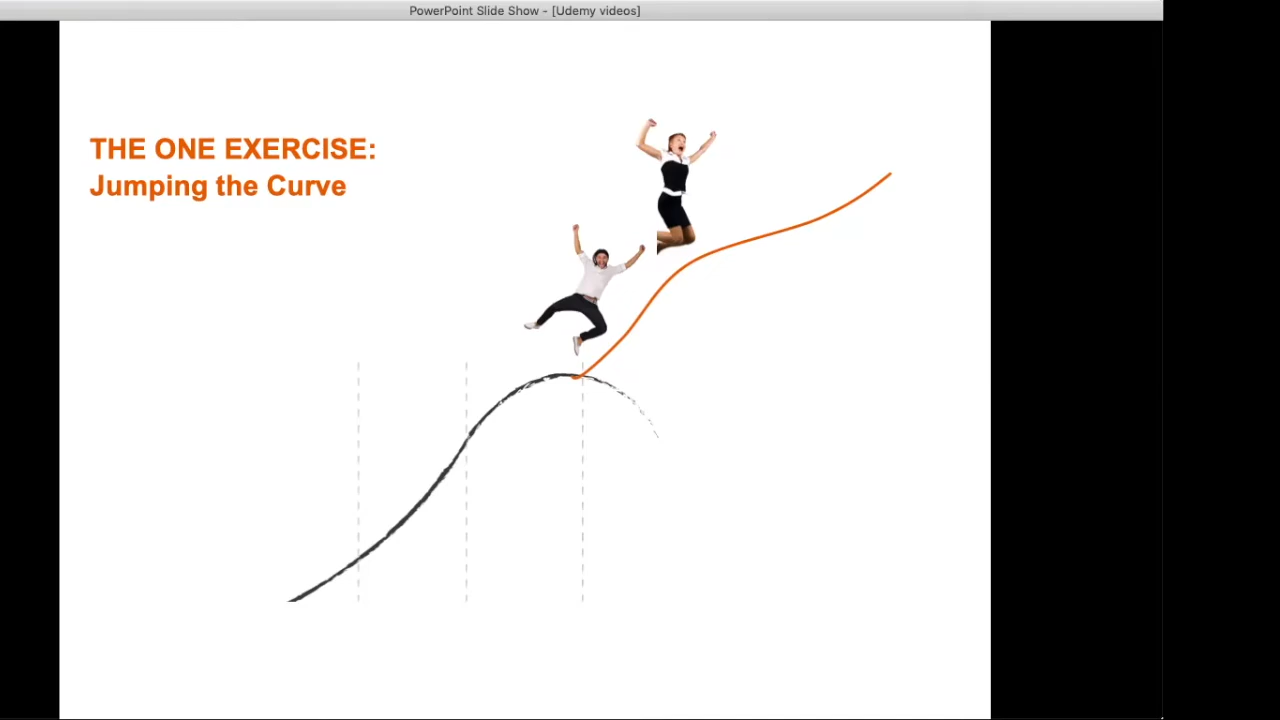 PowerPoint Slide Show - [Udemy videos]
THE ONE EXERCISE:
Jumping the Curve